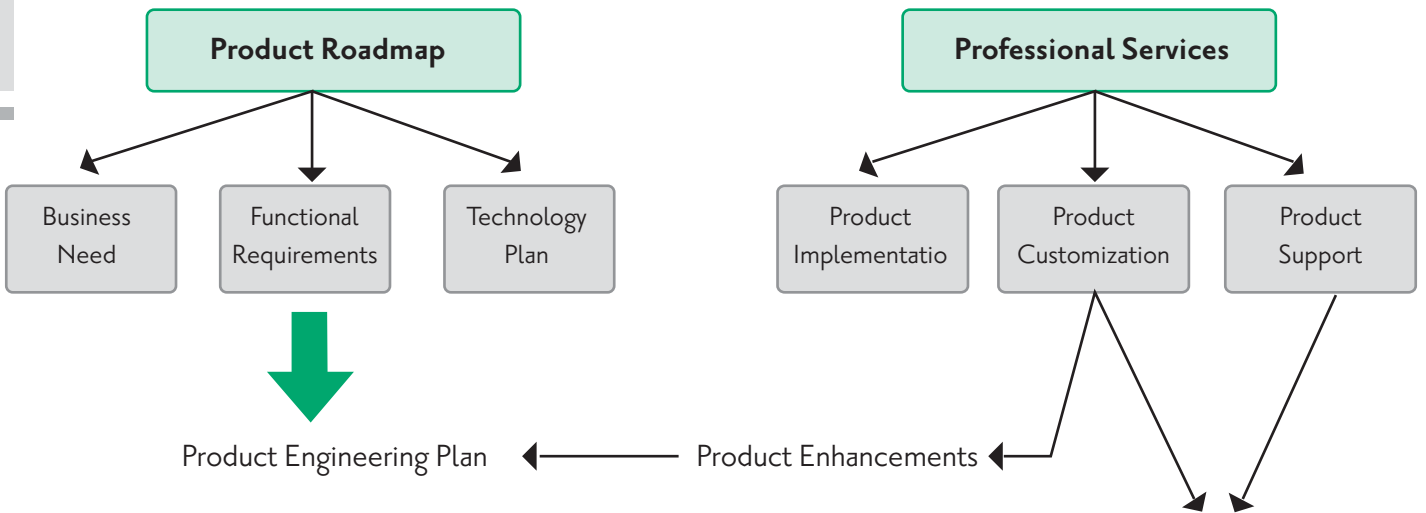 Product Roadmap
Professional Services
Business
Need
Functional
Requirements
Technology
Plan
Product
Implementatio
Product
Customization
Product
Support
Product Engineering Plan
Product Enhancements